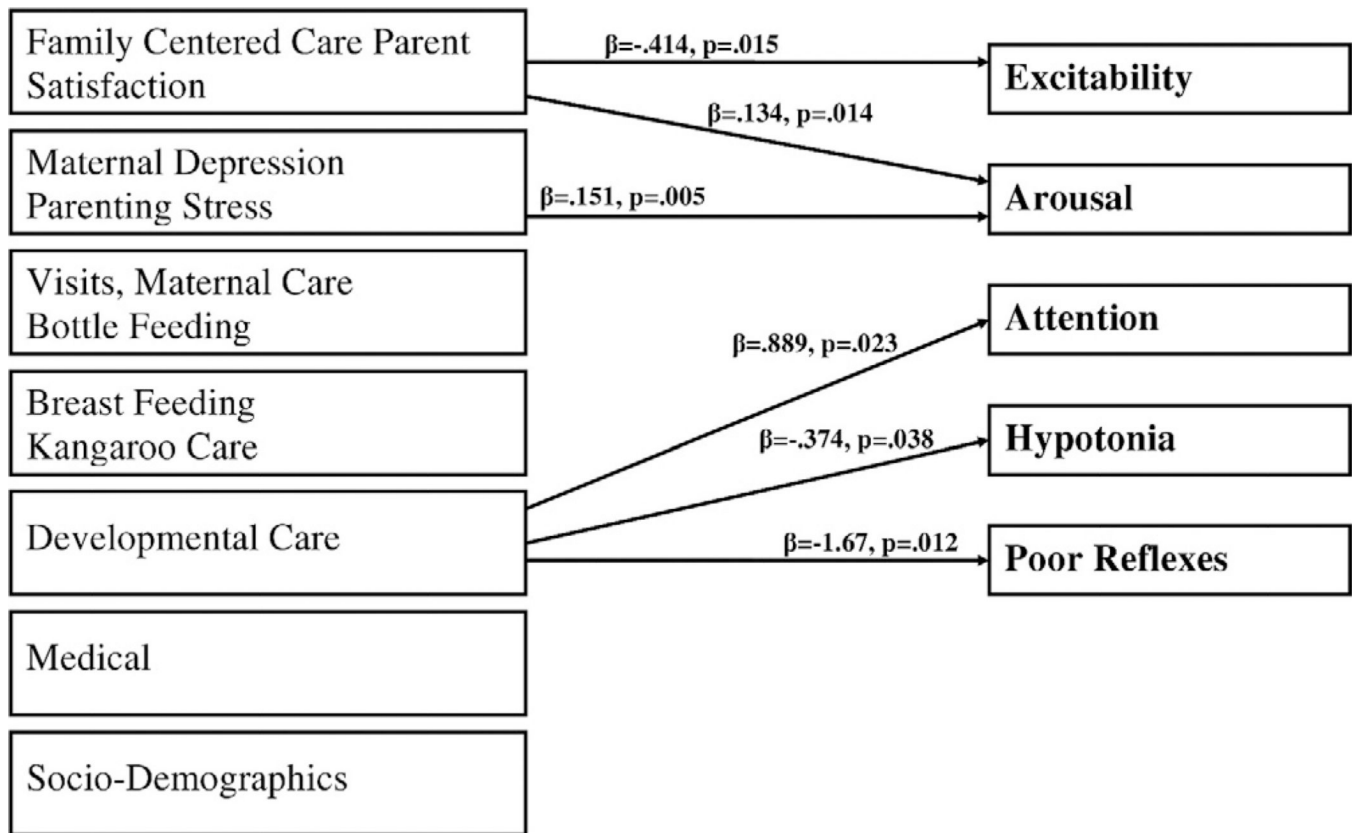 Family Centered Care Parent
Satisfaction
β=-.414, p=.015
Excitability
β=.134, p=.014
Maternal Depression
Parenting Stress
β=.151, p=.005
Arousal
Visits, Maternal Care
Bottle Feeding
β=.889, p=.023
Attention
Breast Feeding
Kangaroo Care
β=-.374, p=.038
Hypotonia
Developmental Care
β=-1.67, p=.012
Poor Reflexes
Medical
Socio-Demographics